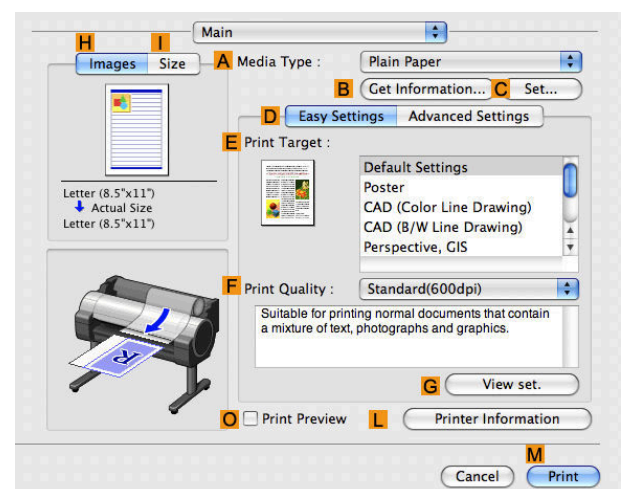 Main
H I
Images Size A Media Type : Plain Paper
B Get Information... C Set...
D Easy Settings Advanced Settings
E Print Target :
Default Settings
Poster
CAD (Color Line Drawing)
CAD (B/W Line Drawing)
Perspective, GIS
Letter (8.5"x11")
Actual Size
Letter (8.5"x11")
F Print Quality : Standard(600dpi)
Suitable for printing normal documents that contain
a mixture of text, photographs and graphics.
R
G View set.
O Print Preview L Printer Information
M
Cancel Print